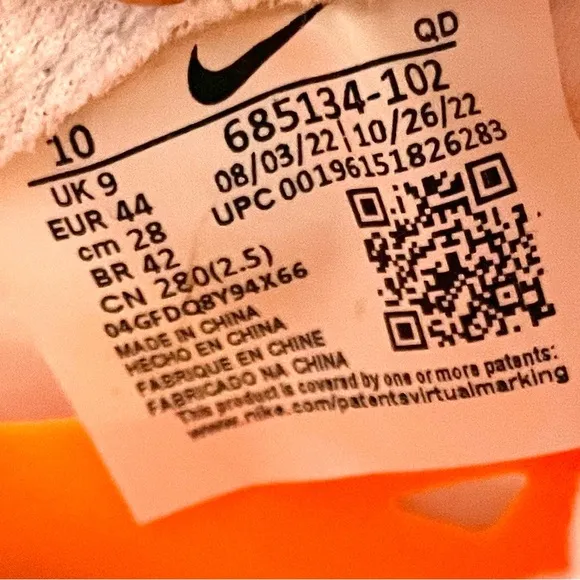 QD
10 685134-102
UK 9 08/03/22\10/26/22
EUR 44 UPC 00196151826283
cm 28
BR 42
CN 280(2.5)
04GFDQ8Y94X66
MADE IN CHINA
HECHO EN CHINA
FABRIQUE EN CHINE
FABRICADO NA CHINA
This product is covered by one or more patents:
www.nike.com/patentsvirtualmarking